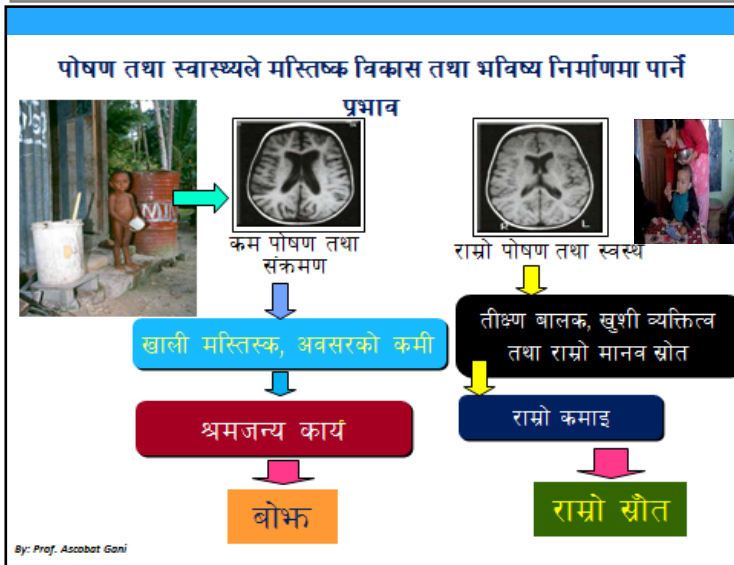 पोषण तथा स्वास्थ्यले मस्तिष्क विकास तथा भविष्य निर्माणमा पार्ने
प्रभाव
कम पोषण तथा
संक्रमण
खाली मस्तिस्क, अवसरको कमी
श्रमजन्य कार्य
बोझ
R
L
राम्रो पोषण तथा स्वस्थ
तीक्ष्ण बालक, खुशी व्यक्तित्व
तथा राम्रो मानव स्रोत
राम्रो कमाइ
राम्रो स्रोत
By: Prof. Ascobat Gani